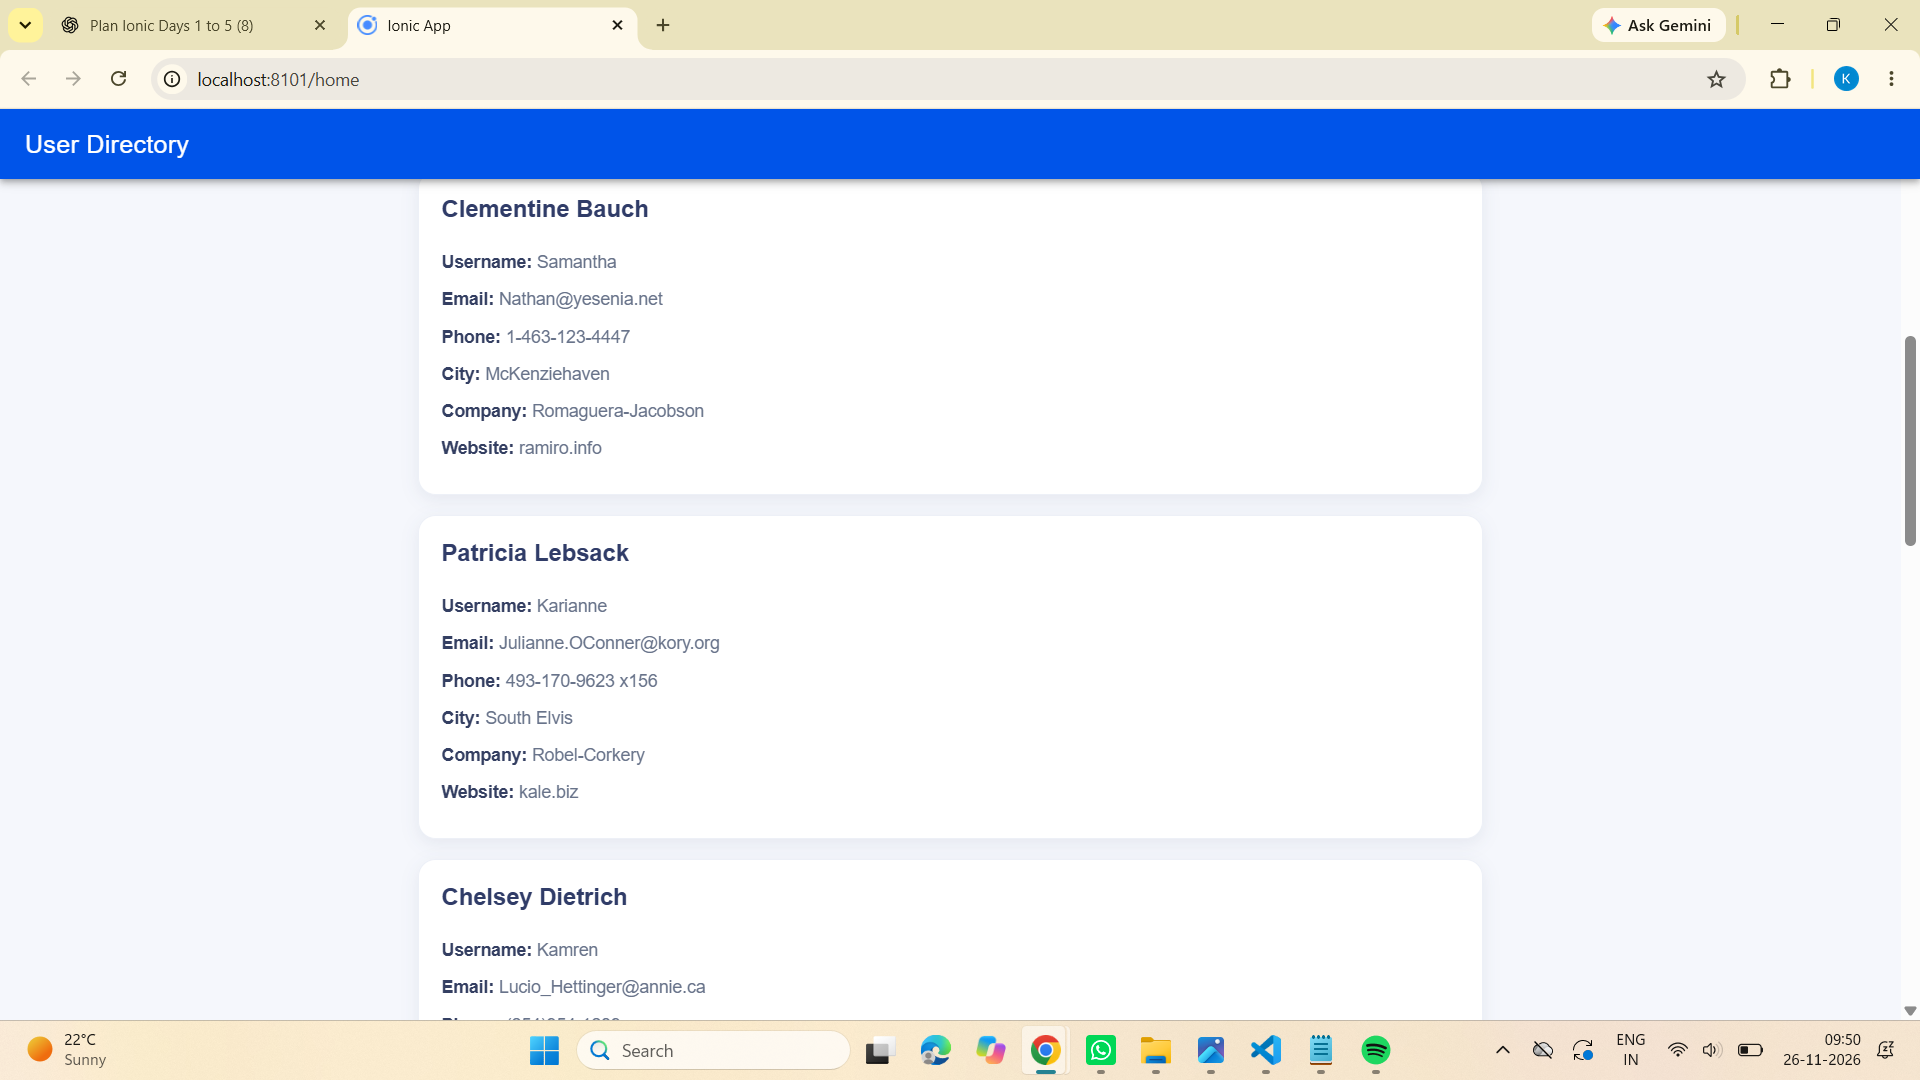 Plan Ionic Days 1 to 5 (8)
Ionic App
Ask Gemini
localhost:8101/home
K
User Directory
Clementine Bauch
Username: Samantha
Email: Nathan@yesenia.net
Phone: 1-463-123-4447
City: McKenziehaven
Company: Romaguera-Jacobson
Website: ramiro.info
Patricia Lebsack
Username: Karianne
Email: Julianne.OConner@kory.org
Phone: 493-170-9623 x156
City: South Elvis
Company: Robel-Corkery
Website: kale.biz
Chelsey Dietrich
Username: Kamren
Email: Lucio_Hettinger@annie.ca
22°C
Sunny
Search
ENG
IN
09:50
26-11-2026